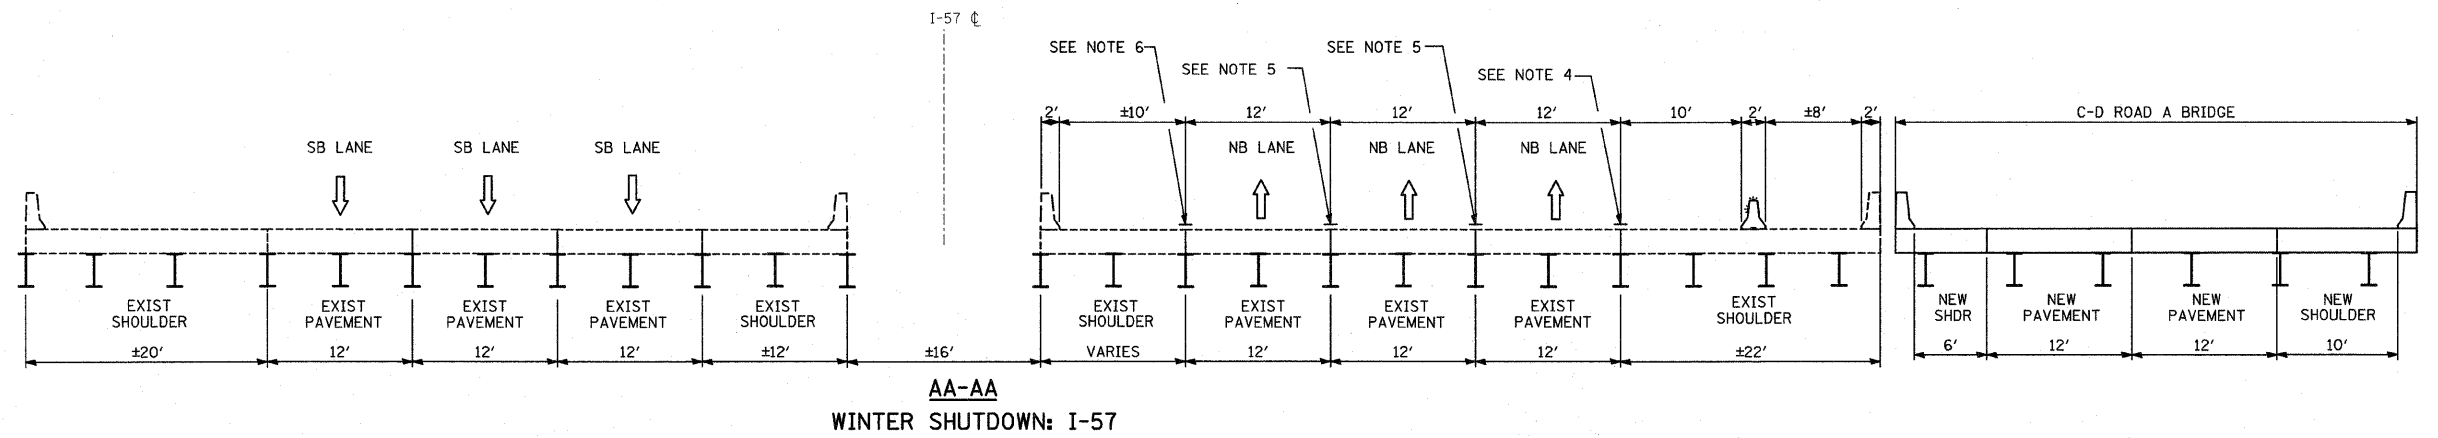 I-57 ℄
SEE NOTE 6
SEE NOTE 5
SEE NOTE 5
SEE NOTE 4
2' ±10' 12' 12' 12' 10' 2' ±8' 2'
C-D ROAD A BRIDGE
SB LANE SB LANE SB LANE
NB LANE NB LANE NB LANE
EXIST
SHOULDER
EXIST
PAVEMENT
EXIST
PAVEMENT
EXIST
PAVEMENT
EXIST
SHOULDER
EXIST
SHOULDER
EXIST
PAVEMENT
EXIST
PAVEMENT
EXIST
PAVEMENT
EXIST
SHOULDER
NEW
SHDR
NEW
PAVEMENT
NEW
PAVEMENT
NEW
SHOULDER
±20' 12' 12' 12' ±12' ±16' VARIES 12' 12' 12' ±22' 6' 12' 12' 10'
AA-AA
WINTER SHUTDOWN: I-57